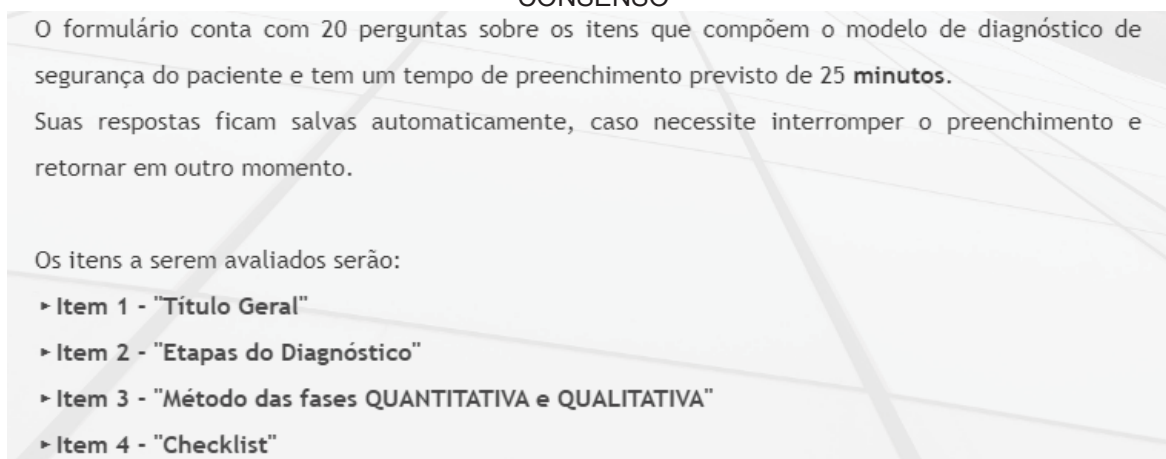 CONSENSO
O formulário conta com 20 perguntas sobre os itens que compõem o modelo de diagnóstico de
segurança do paciente e tem um tempo de preenchimento previsto de 25 minutos.
Suas respostas ficam salvas automaticamente, caso necessite interromper o preenchimento e
retornar em outro momento.
Os itens a serem avaliados serão:
▸ Item 1 - "Título Geral"
▸ Item 2 - "Etapas do Diagnóstico"
▸ Item 3 - "Método das fases QUANTITATIVA e QUALITATIVA"
▸ Item 4 - "Checklist"